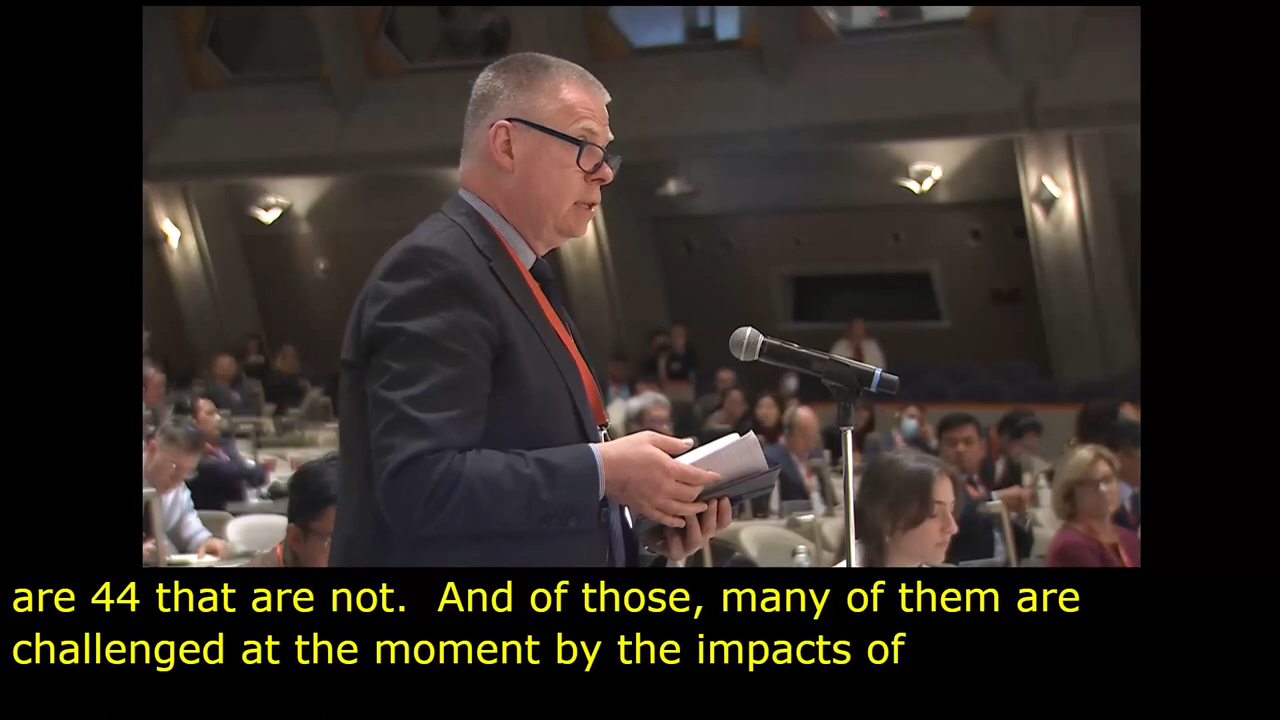 are 44 that are not.  And of those, many of them are
challenged at the moment by the impacts of